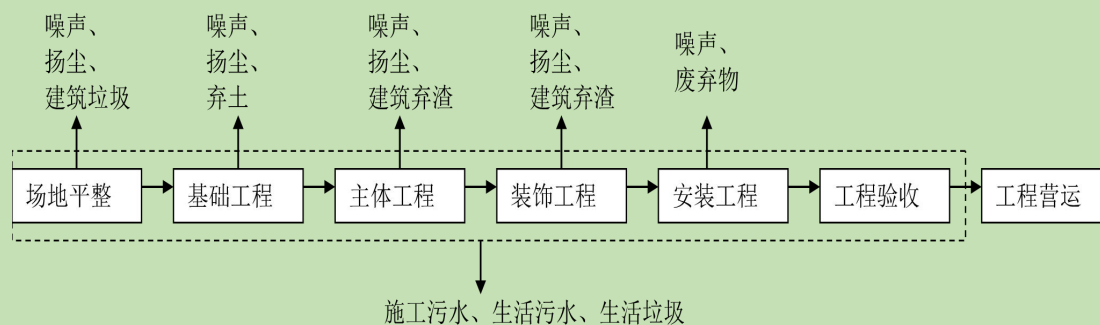 噪声、
扬尘、
建筑垃圾
噪声、
扬尘、
弃土
噪声、
扬尘、
建筑弃渣
噪声、
扬尘、
建筑弃渣
噪声、
废弃物
场地平整
基础工程
主体工程
装饰工程
安装工程
工程验收
工程营运
施工污水、生活污水、生活垃圾